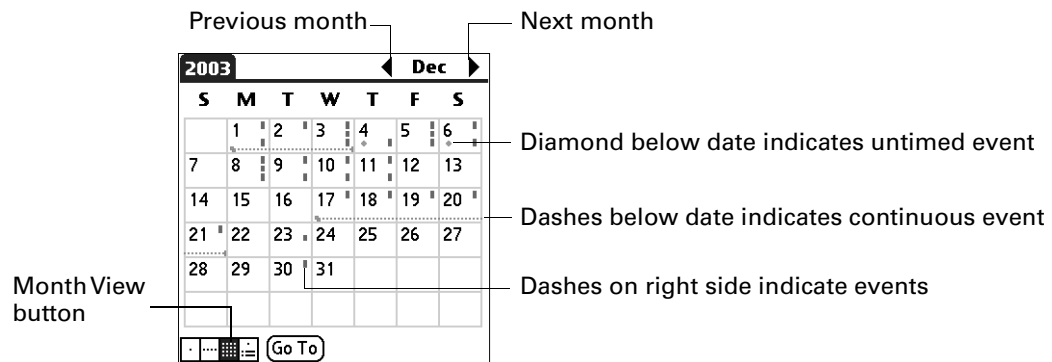 Previous month
Next month
2003
Dec
S M T W T F S
Diamond below date indicates untimed event
1 2 3 4 5 6
7 8 9 10 11 12 13
Dashes below date indicates continuous event
14 15 16 17 18 19 20
21 22 23 24 25 26 27
Dashes on right side indicate events
28 29 30 31
Month View
button
Go To